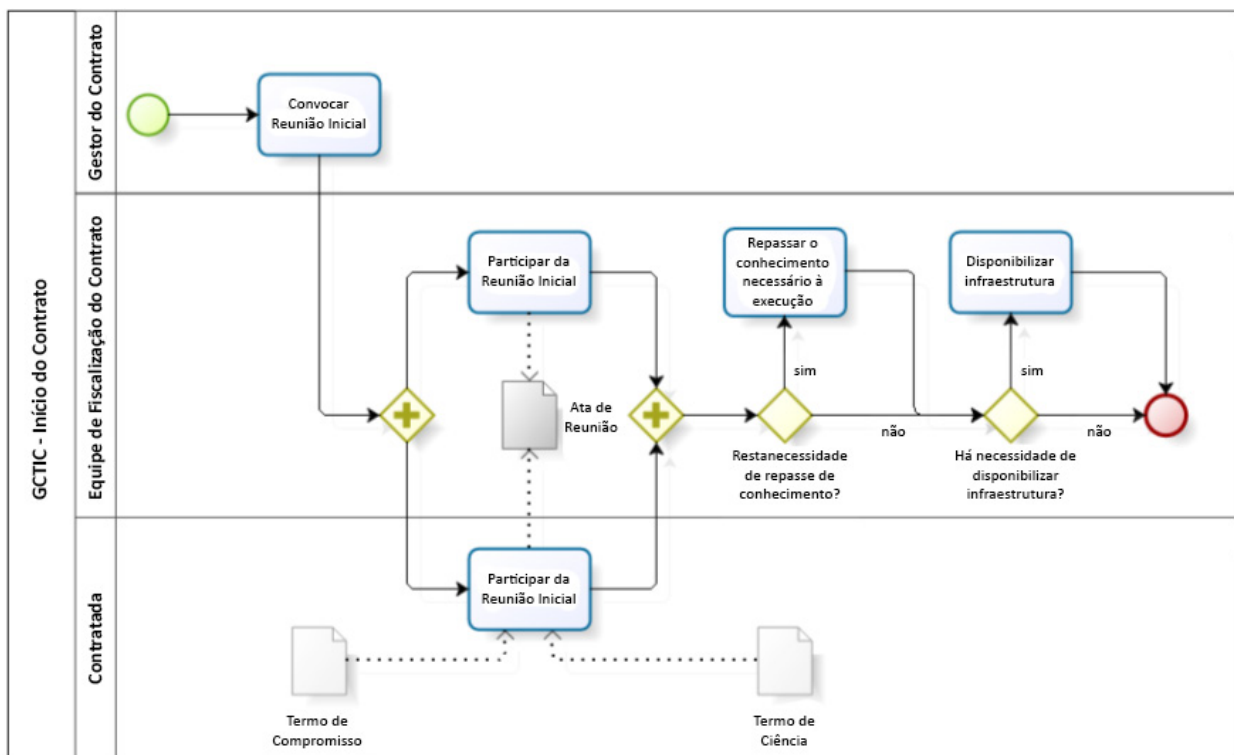 GCTIC - Início do Contrato
Gestor do Contrato
Convocar
Reunião Inicial
Equipe de Fiscalização do Contrato
Participar da
Reunião Inicial
Ata de
Reunião
Repassar o
conhecimento
necessário à
execução
sim
não
Restanecessidade
de repasse de
conhecimento?
Disponibilizar
infraestrutura
sim
não
Há necessidade de
disponibilizar
infraestrutura?
Contratada
Participar da
Reunião Inicial
Termo de
Compromisso
Termo de
Ciência